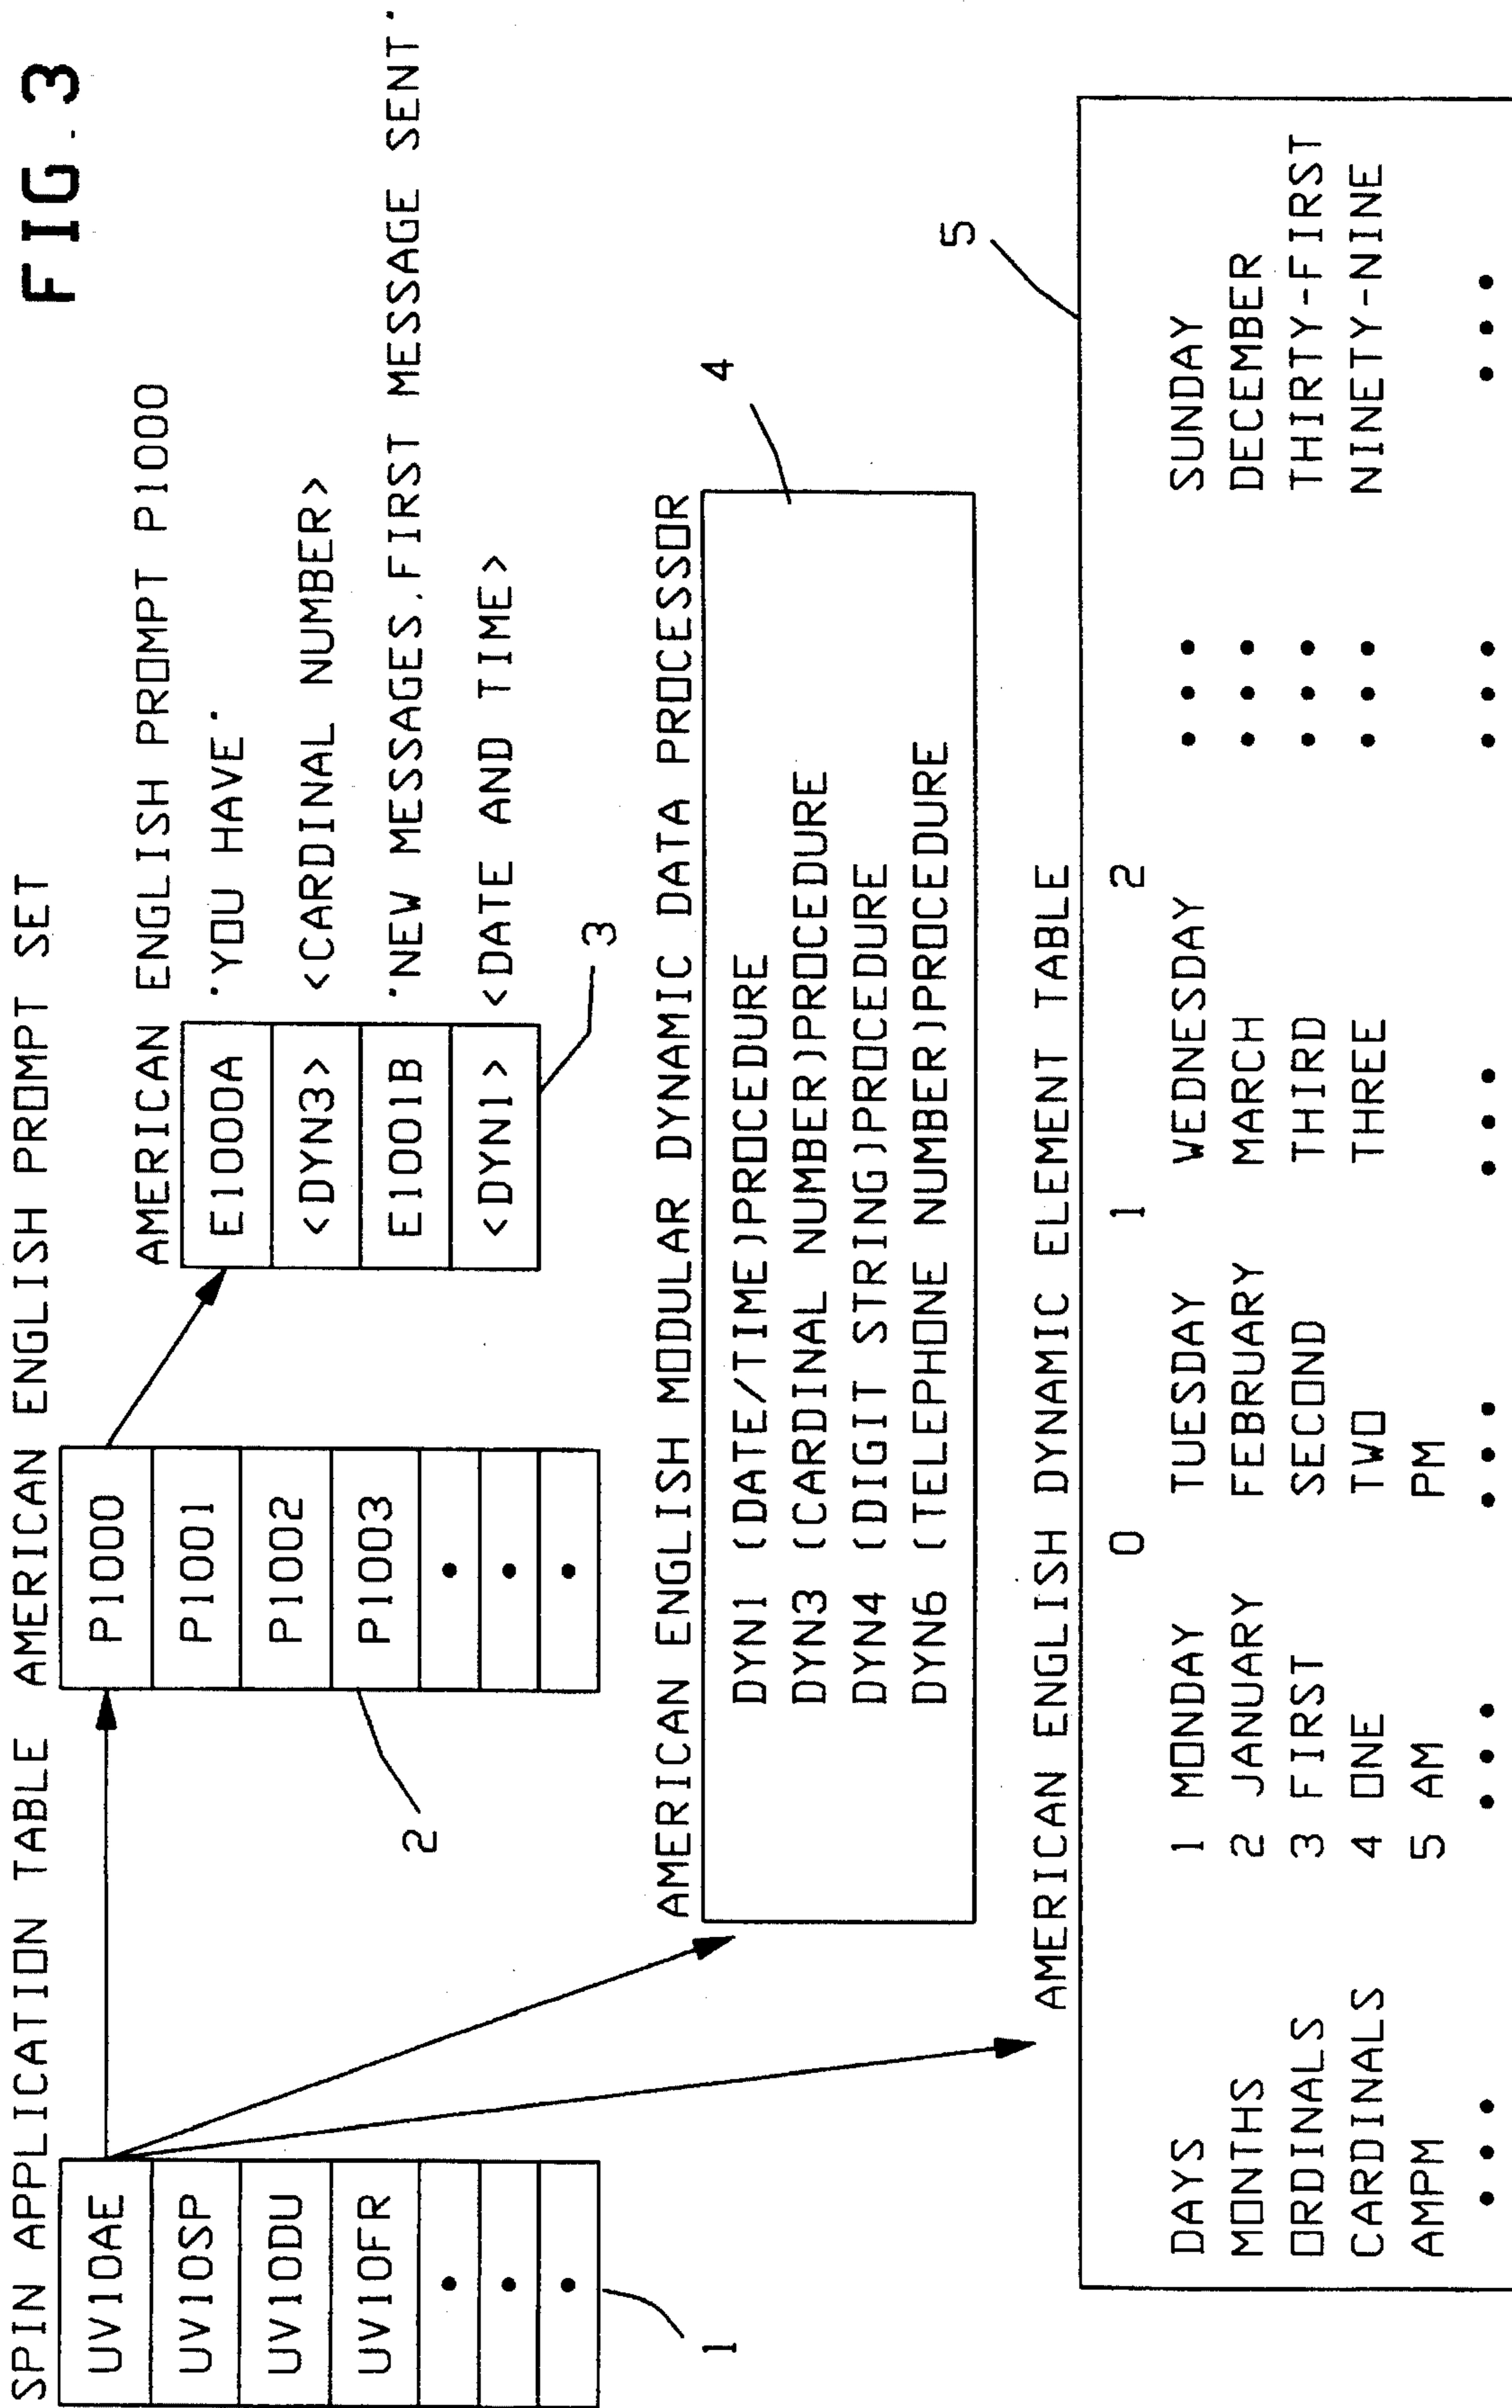 FIG. 3
SPIN APPLICATION TABLE
UV10AE
UV10SP
UV10DU
UV10FR
1
AMERICAN ENGLISH PROMPT SET
P1000
P1001
P1002
P1003
2
AMERICAN ENGLISH PROMPT P1000
E1000A "YOU HAVE"
<DYN3> <CARDINAL NUMBER>
E1001B "NEW MESSAGES, FIRST MESSAGE SENT"
<DYN1> <DATE AND TIME>
3
AMERICAN ENGLISH MODULAR DYNAMIC DATA PROCESSOR
DYN1 (DATE/TIME)PROCEDURE
DYN3 (CARDINAL NUMBER)PROCEDURE
DYN4 (DIGIT STRING)PROCEDURE
DYN6 (TELEPHONE NUMBER)PROCEDURE
4
AMERICAN ENGLISH DYNAMIC ELEMENT TABLE
5
0 1 2
DAYS 1 MONDAY TUESDAY WEDNESDAY ••• SUNDAY
MONTHS 2 JANUARY FEBRUARY MARCH ••• DECEMBER
ORDINALS 3 FIRST SECOND THIRD ••• THIRTY-FIRST
CARDINALS 4 ONE TWO THREE ••• NINETY-NINE
AMPM 5 AM PM
••• ••• ••• ••• ••• •••